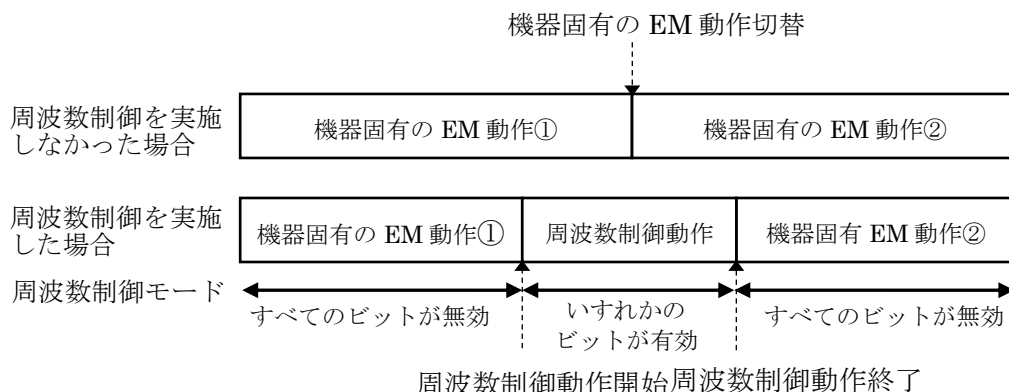 機器固有の EM 動作切替
周波数制御を実施
しなかった場合
機器固有の EM 動作①
機器固有の EM 動作②
周波数制御を実施
した場合
機器固有の EM 動作①
周波数制御動作
機器固有 EM 動作②
周波数制御モード
すべてのビットが無効
いすれかの
ビットが有効
すべてのビットが無効
周波数制御動作開始
周波数制御動作終了